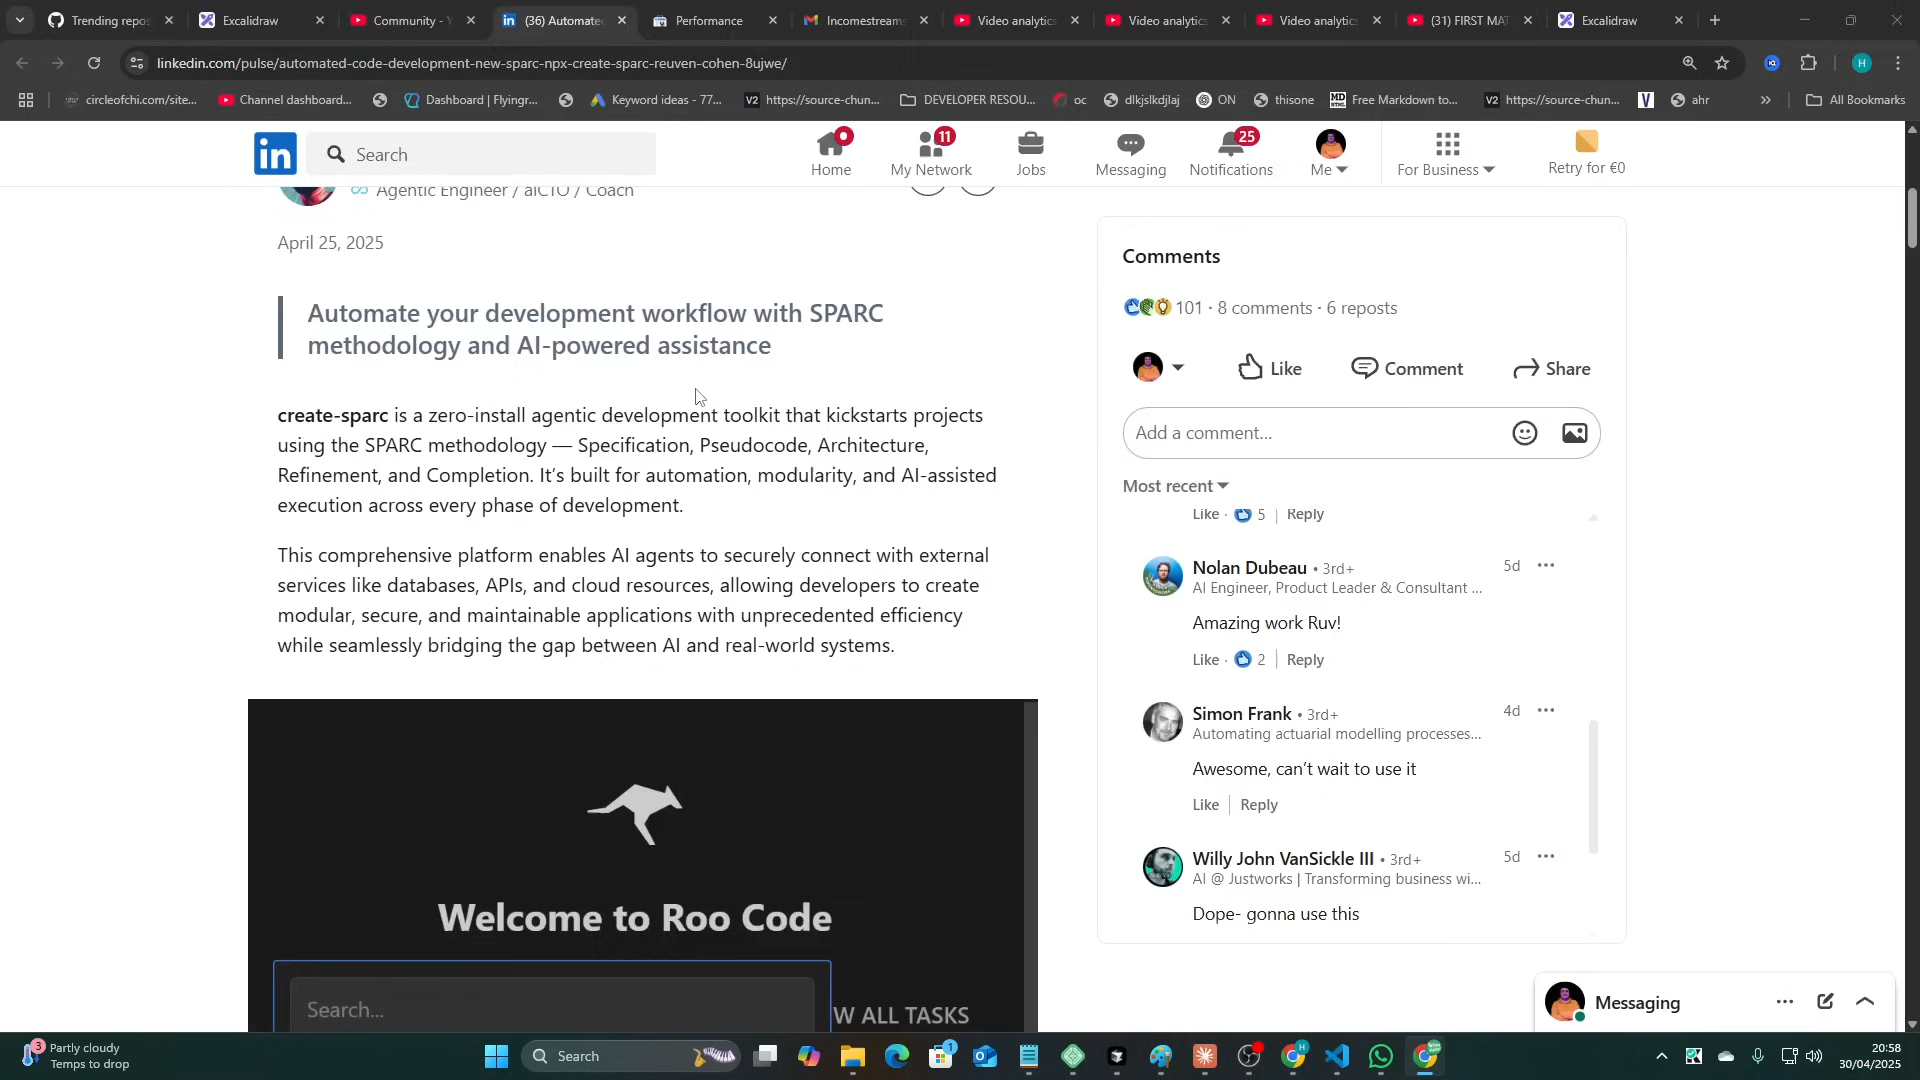 Trending repos
Excalidraw
Community - Y
(36) Automated
Performance
Incomestreams
Video analytics
Video analytics
Video analytics
(31) FIRST MAT
Excalidraw
linkedin.com/pulse/automated-code-development-new-sparc-npx-create-sparc-reuven-cohen-8ujwe/
H
circleofchi.com/site...
Channel dashboard...
Dashboard | Flyingr...
Keyword ideas - 77...
V2 https://source-chun...
DEVELOPER RESOU...
oc
dlkjslkdjlaj
ON
thisone
Free Markdown to...
V2 https://source-chun...
V
ahr
All Bookmarks
in
Search
Home
11
My Network
Jobs
Messaging
25
Notifications
Me
For Business
Retry for €0
Agentic Engineer / aiCTO / Coach
April 25, 2025
Automate your development workflow with SPARC
methodology and AI-powered assistance
create-sparc is a zero-install agentic development toolkit that kickstarts projects
using the SPARC methodology — Specification, Pseudocode, Architecture,
Refinement, and Completion. It’s built for automation, modularity, and AI-assisted
execution across every phase of development.
This comprehensive platform enables AI agents to securely connect with external
services like databases, APIs, and cloud resources, allowing developers to create
modular, secure, and maintainable applications with unprecedented efficiency
while seamlessly bridging the gap between AI and real-world systems.
Welcome to Roo Code
Search...
W ALL TASKS
Comments
101 · 8 comments · 6 reposts
Like
Comment
Share
Add a comment...
Most recent
Like · 5 | Reply
Nolan Dubeau • 3rd+
5d
AI Engineer, Product Leader & Consultant ...
Amazing work Ruv!
Like · 2 | Reply
Simon Frank • 3rd+
4d
Automating actuarial modelling processes...
Awesome, can’t wait to use it
Like | Reply
Willy John VanSickle III • 3rd+
5d
AI @ Justworks | Transforming business wi...
Dope- gonna use this
Messaging
3
Partly cloudy
Temps to drop
Search
1
20:58
30/04/2025